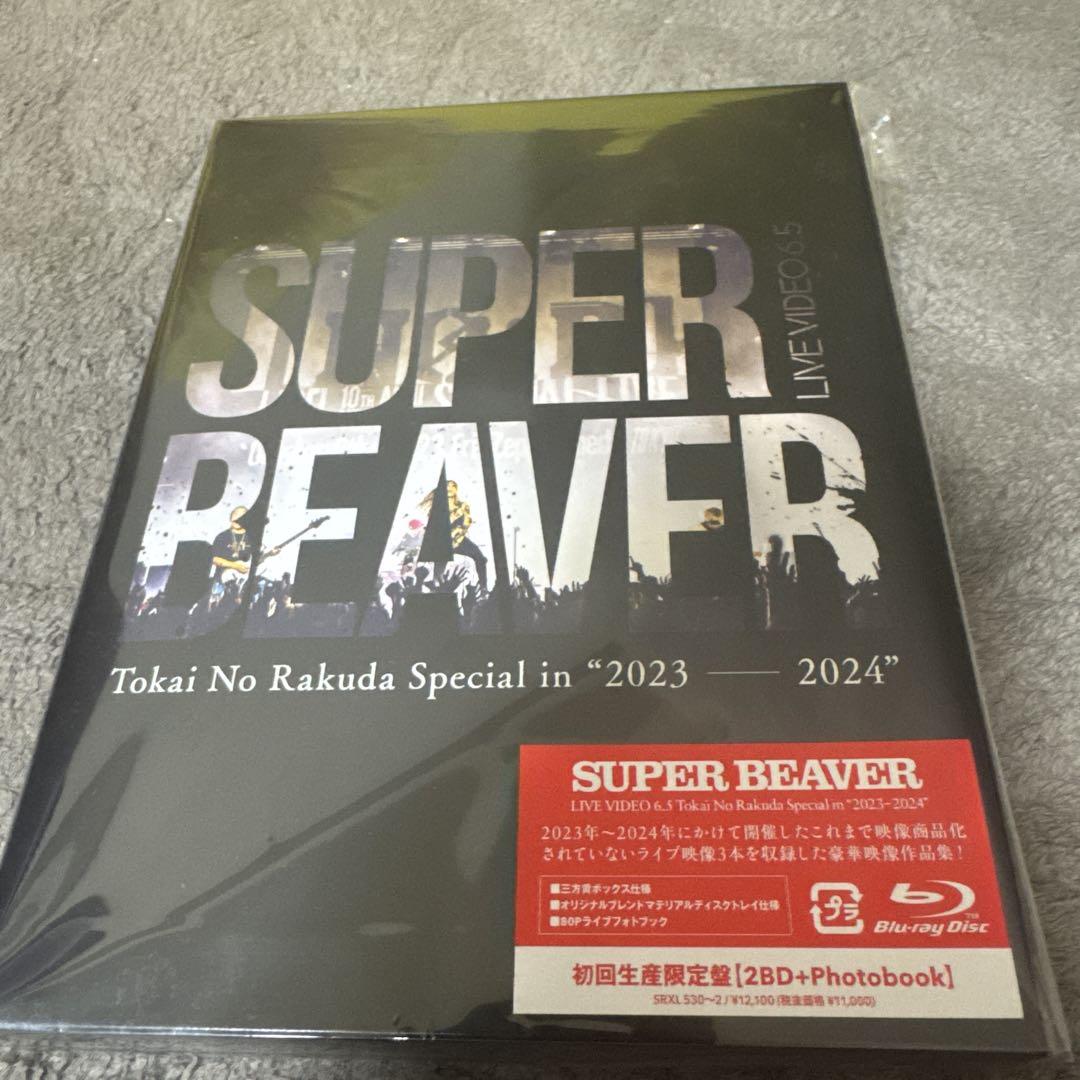 SUPER
BEAVER
LIVE VIDEO 6.5
Tokai No Rakuda Special in “2023 — 2024”
SUPER BEAVER
LIVE VIDEO 6.5 Tokai No Rakuda Special in “2023-2024”
2023年～2024年にかけて開催したこれまで映像商品化
されていないライブ映像3本を収録した豪華映像作品集！
■三方背ボックス仕様
■オリジナルブレンドマテリアルディスクトレイ仕様
■80Pライブフォトブック
プラ
Blu-ray Disc
TM
初回生産限定盤【2BD+Photobook】
SRXL 530～2 / ¥12,100 (税抜価格 ¥11,000)